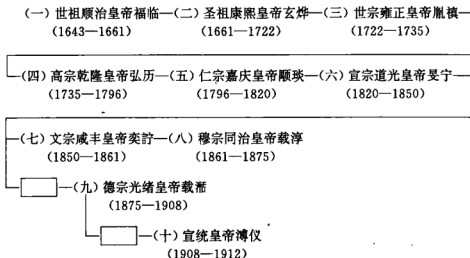 (一)世祖顺治皇帝福临—(二)圣祖康熙皇帝玄烨—(三)世宗雍正皇帝胤禛
(1643—1661) (1661—1722) (1722—1735)
(四)高宗乾隆皇帝弘历—(五)仁宗嘉庆皇帝颙琰—(六)宣宗道光皇帝旻宁
(1735—1796) (1796—1820) (1820—1850)
(七)文宗咸丰皇帝奕詝—(八)穆宗同治皇帝载淳
(1850—1861) (1861—1875)
(九)德宗光绪皇帝载湉
(1875—1908)
(十)宣统皇帝溥仪
(1908—1912)